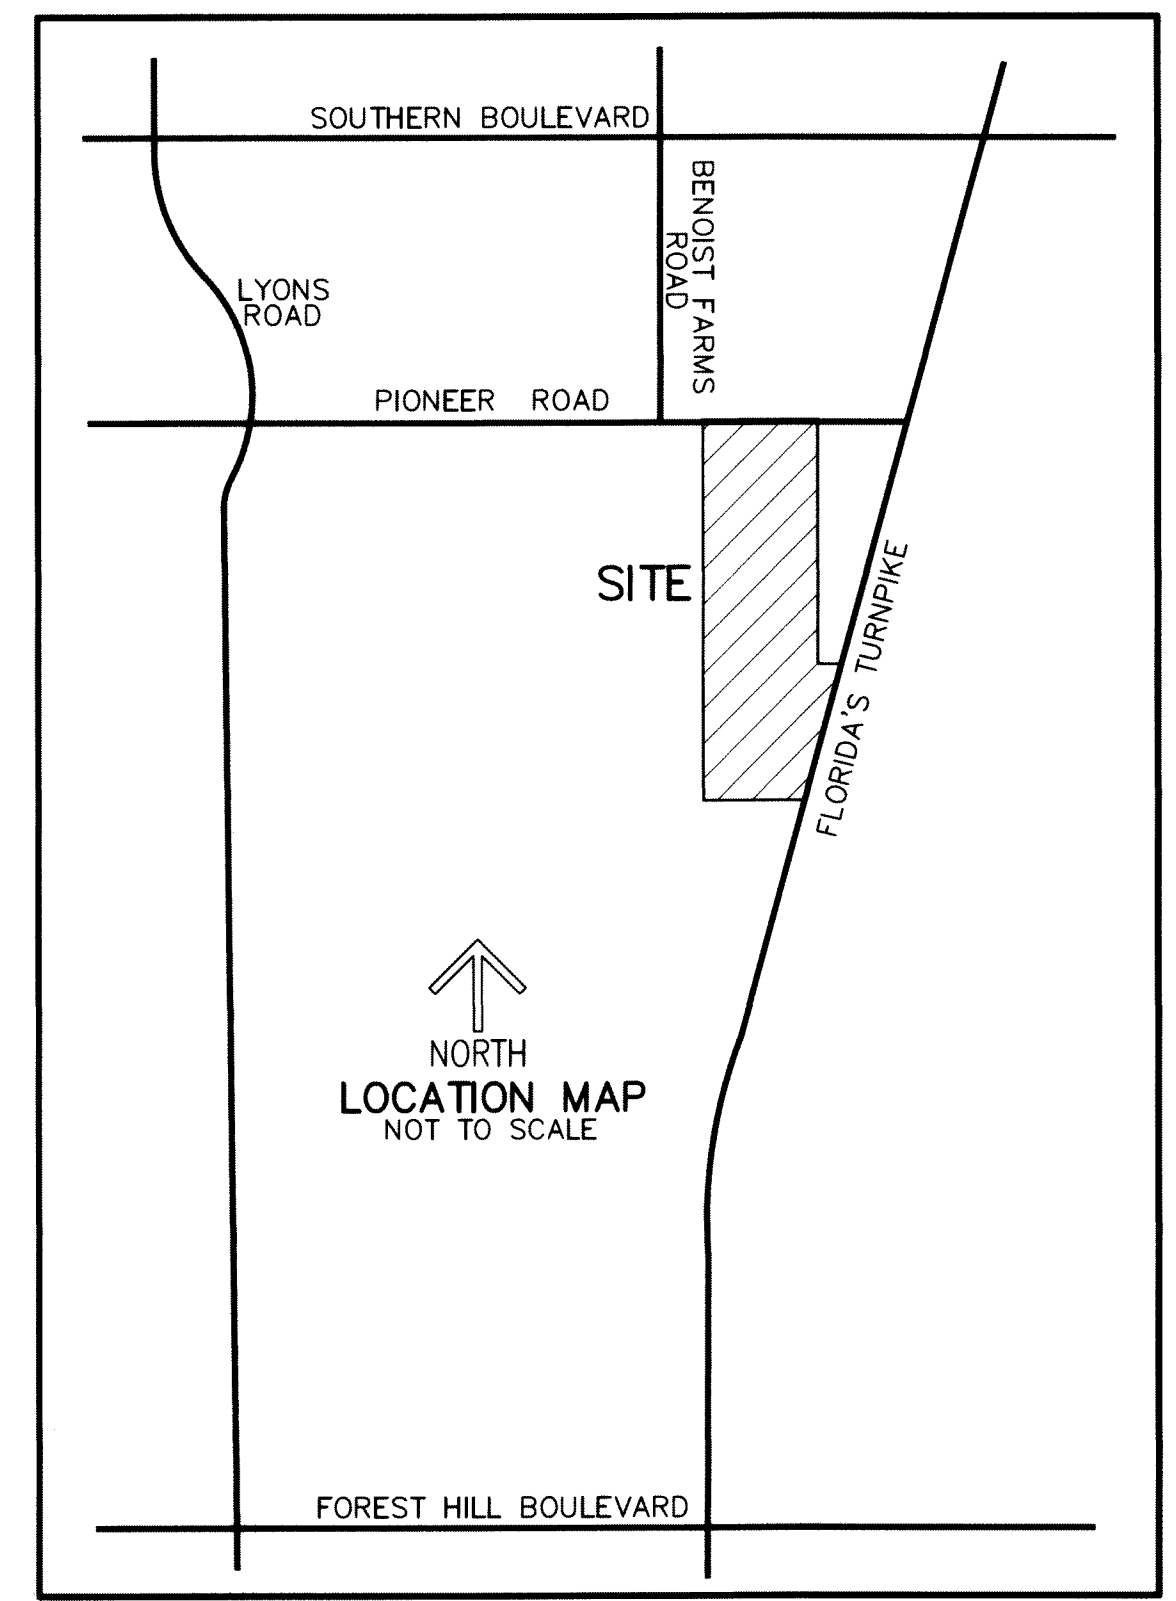 SOUTHERN BOULEVARD
BENOIST FARMS
ROAD
LYONS
ROAD
PIONEER ROAD
SITE
FLORIDA'S TURNPIKE
NORTH
LOCATION MAP
NOT TO SCALE
FOREST HILL BOULEVARD